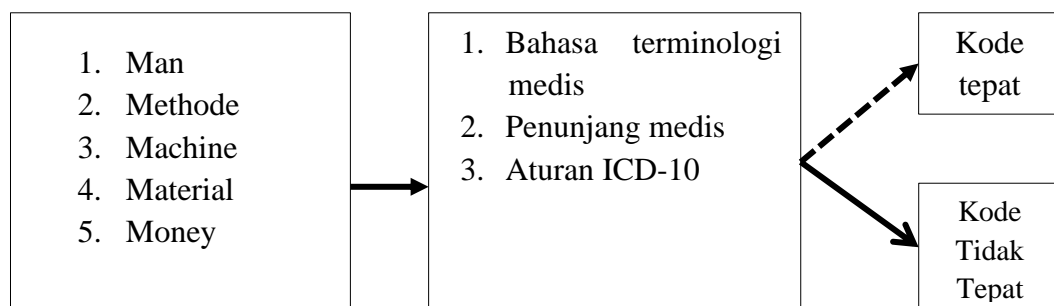 1. Man
2. Methode
3. Machine
4. Material
5. Money
1. Bahasa terminologi
medis
2. Penunjang medis
3. Aturan ICD-10
Kode
tepat
Kode
Tidak
Tepat